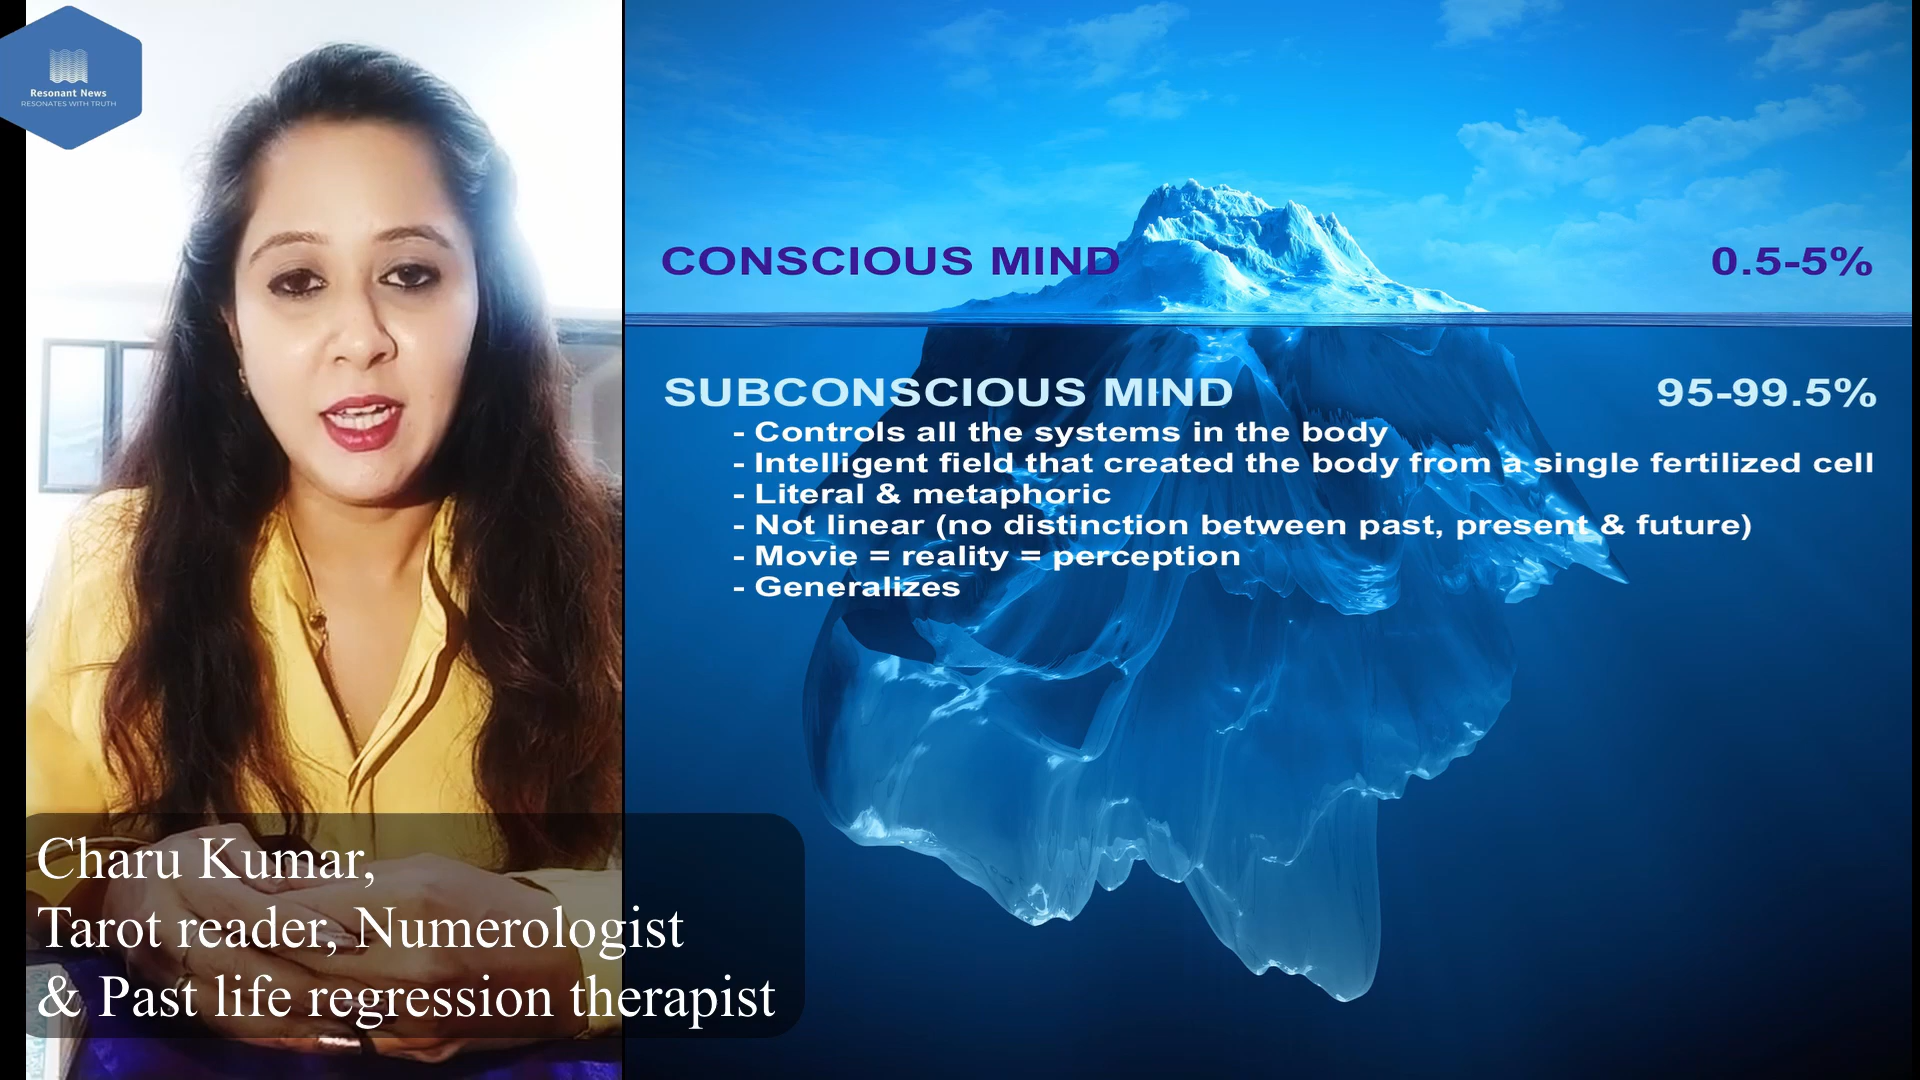 Resonant News
RESONATES WITH TRUTH
CONSCIOUS MIND 0.5-5%
SUBCONSCIOUS MIND 95-99.5%
- Controls all the systems in the body
- Intelligent field that created the body from a single fertilized cell
- Literal & metaphoric
- Not linear (no distinction between past, present & future)
- Movie = reality = perception
- Generalizes
Charu Kumar,
Tarot reader, Numerologist
& Past life regression therapist